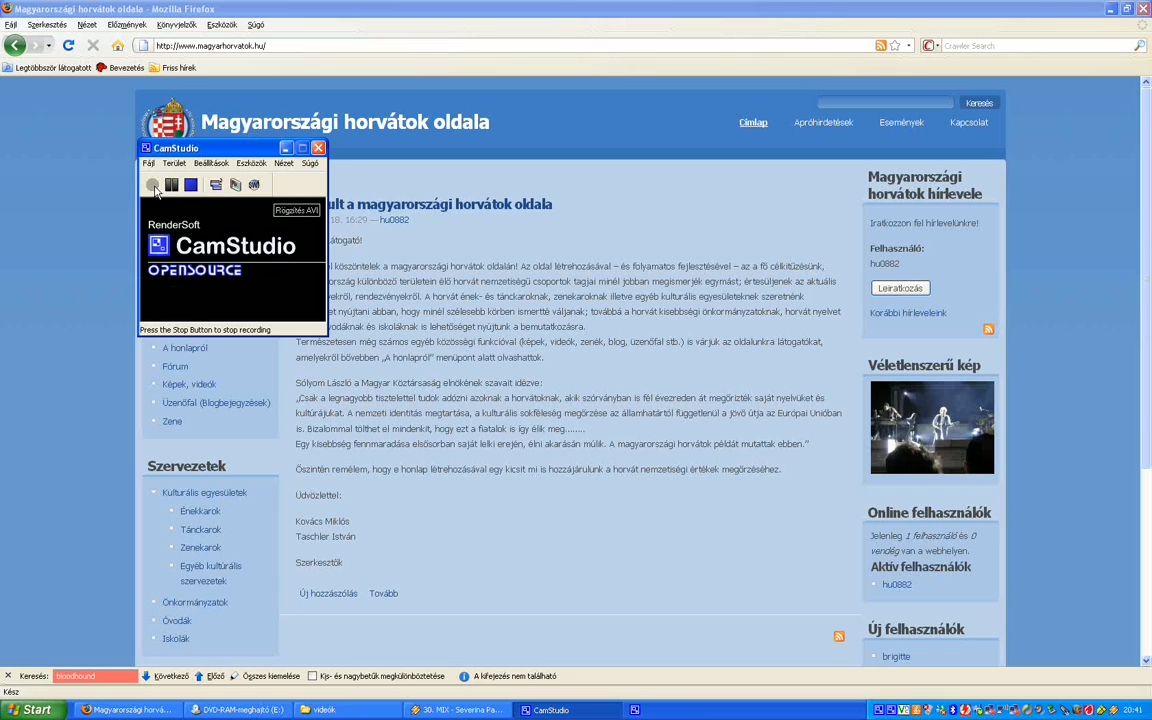 Magyarországi horvátok oldala - Mozilla Firefox
Fájl Szerkesztés Nézet Előzmények Könyvjelzők Eszközök Súgó
http://www.magyarhorvatok.hu/
Crawler Search
Legtöbbször látogatott Bevezetés Friss hírek
Keresés
Magyarországi horvátok oldala
Címlap Apróhirdetések Események Kapcsolat
CamStudio
Fájl Terület Beállítások Eszközök Nézet Súgó
Rögzítés AVI
RenderSoft
CamStudio
OPENSOURCE
Press the Stop Button to stop recording
A honlapról
Fórum
Képek, videók
Üzenőfal (Blogbejegyzések)
Zene
Szervezetek
Kulturális egyesületek
Énekkarok
Tánckarok
Zenekarok
Egyéb kultúrális
szervezetek
Önkormányzatok
Óvodák
Iskolák
ult a magyarországi horvátok oldala
18. 16:29 — hu0882
átogató!
el köszöntelek a magyarországi horvátok oldalán! Az oldal létrehozásával – és folyamatos fejlesztésével – az a fő célkitűzésünk,
ország különböző területein élő horvát nemzetiségű csoportok tagjai minél jobban megismerjék egymást; értesüljenek az aktuális
ekről, rendezvényekről. A horvát ének- és tánckaroknak, zenekaroknak illetve egyéb kulturális egyesületeknek szeretnénk
et nyújtani abban, hogy minél szélesebb körben ismertté váljanak; továbbá a horvát kisebbségi önkormányzatoknak, horvát nyelvet
odáknak és iskoláknak is lehetőséget nyújtunk a bemutatkozásra.
Természetesen még számos egyéb közösségi funkcióval (képek, videók, zenék, blog, üzenőfal stb.) is várjuk az oldalunkra látogatókat,
amelyekről bővebben „A honlapról” menüpont alatt olvashattok.
Sólyom László a Magyar Köztársaság elnökének szavait idézve:
„Csak a legnagyobb tisztelettel tudok adózni azoknak a horvátoknak, akik szórványban is fél évezreden át megőrizték saját nyelvüket és
kultúrájukat. A nemzeti identitás megtartása, a kulturális sokféleség megőrzése az államhatártól függetlenül a jövő útja az Európai Unióban
is. Bizalommal tölthet el mindenkit, hogy ezt a fiatalok is így élik meg........
Egy kisebbség fennmaradása elsősorban saját lelki erején, élni akarásán múlik. A magyarországi horvátok példát mutattak ebben.”
Őszintén remélem, hogy e honlap létrehozásával egy kicsit mi is hozzájárulunk a horvát nemzetiségi értékek megőrzéséhez.
Üdvözlettel:
Kovács Miklós
Taschler István
Szerkesztők
Új hozzászólás Tovább
Magyarországi
horvátok hírlevele
Iratkozzon fel hírlevelünkre!
Felhasználó:
hu0882
Leiratkozás
Korábbi hírleveleink
Véletlenszerű kép
Online felhasználók
Jelenleg 1 felhasználó és 0
vendég van a webhelyen.
Aktív felhasználók
hu0882
Új felhasználók
brigitte
Keresés: bloodhound Következő Előző Összes kiemelése Kis- és nagybetűk megkülönböztetése A kifejezés nem található
Kész
Start Magyarországi horvá... DVD-RAM-meghajtó (E:) videók 30. MIX - Severina Pa... CamStudio 20:41